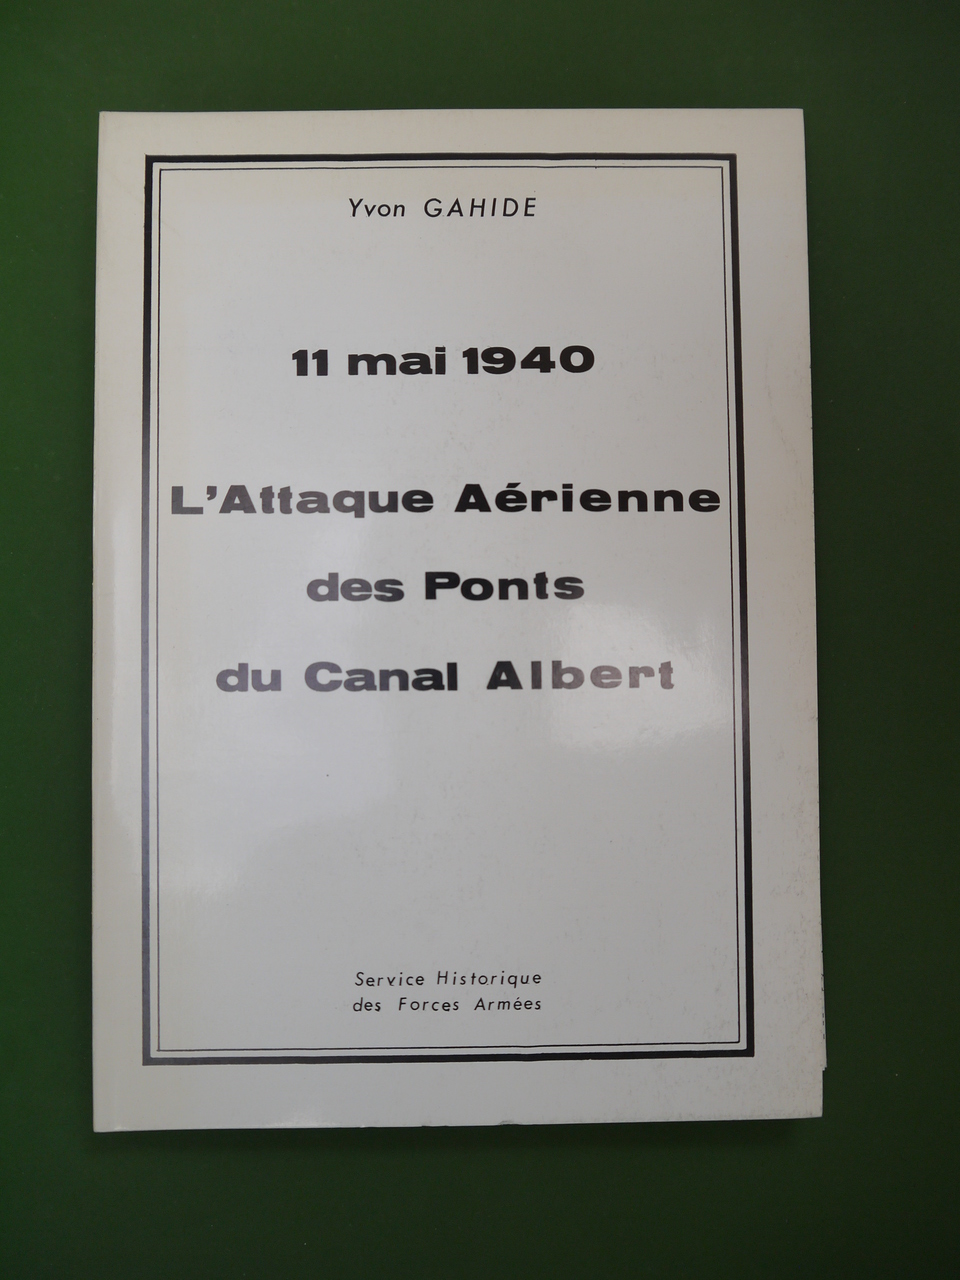 Yvon GAHIDE
11 mai 1940
L'Attaque Aérienne
des Ponts
du Canal Albert
Service Historique
des Forces Armées